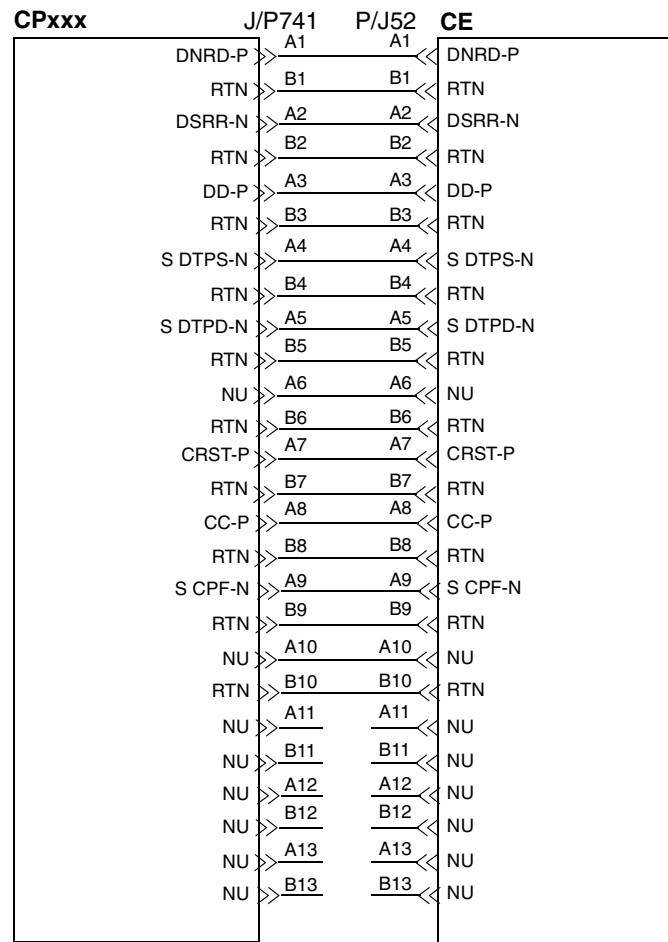 CPxxx J/P741 P/J52 CE
DNRD-P A1 A1 DNRD-P
RTN B1 B1 RTN
DSRR-N A2 A2 DSRR-N
RTN B2 B2 RTN
DD-P A3 A3 DD-P
RTN B3 B3 RTN
S DTPS-N A4 A4 S DTPS-N
RTN B4 B4 RTN
S DTPD-N A5 A5 S DTPD-N
RTN B5 B5 RTN
NU A6 A6 NU
RTN B6 B6 RTN
CRST-P A7 A7 CRST-P
RTN B7 B7 RTN
CC-P A8 A8 CC-P
RTN B8 B8 RTN
S CPF-N A9 A9 S CPF-N
RTN B9 B9 RTN
NU A10 A10 NU
RTN B10 B10 RTN
NU A11 A11 NU
NU B11 B11 NU
NU A12 A12 NU
NU B12 B12 NU
NU A13 A13 NU
NU B13 B13 NU